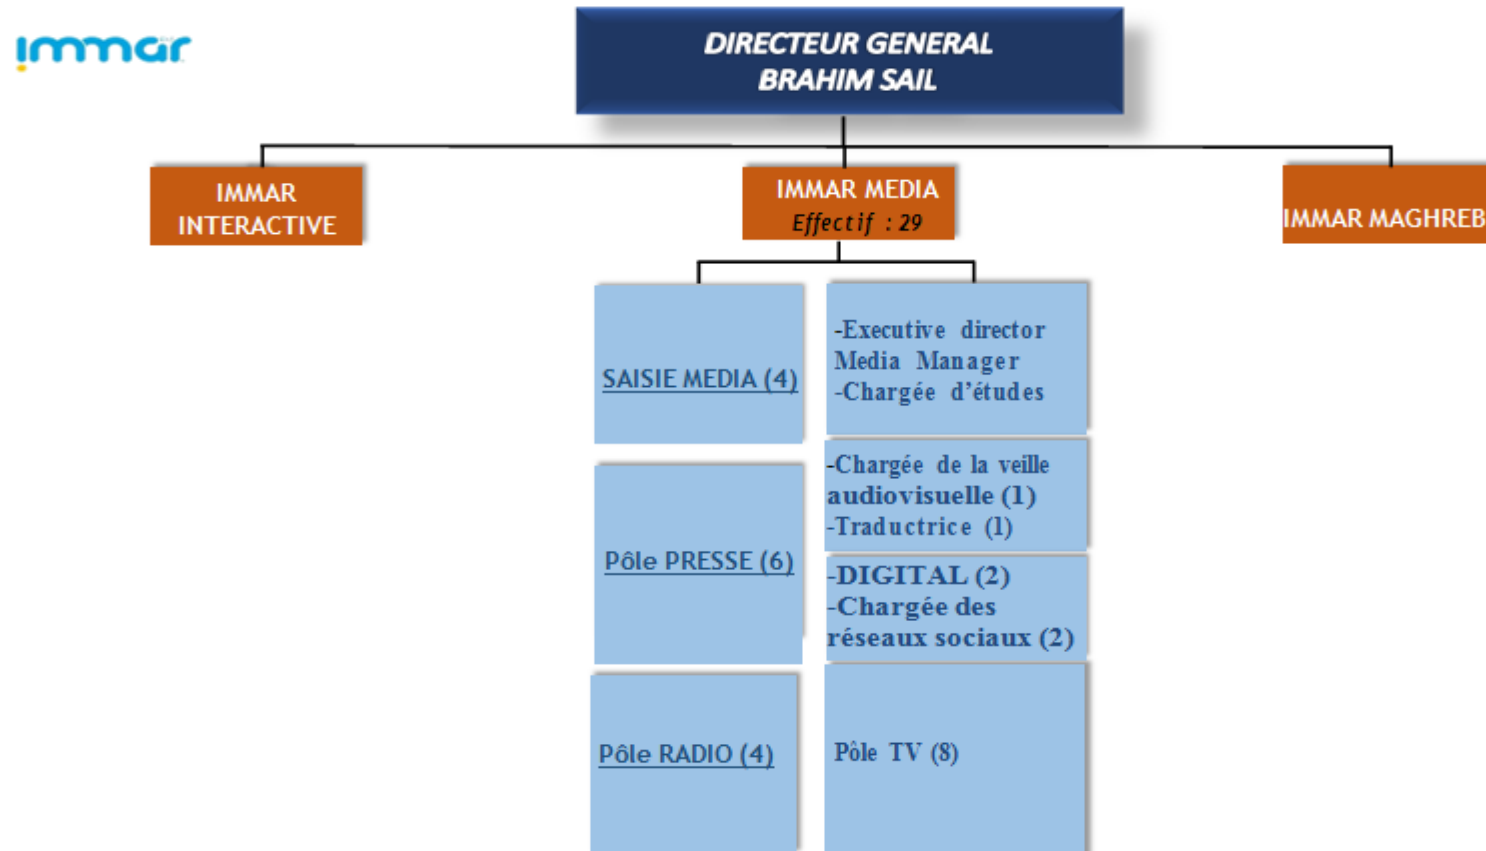 immar
DIRECTEUR GENERAL
BRAHIM SAIL
IMMAR
INTERACTIVE
IMMAR MEDIA
Effectif : 29
IMMAR MAGHREB
SAISIE MEDIA (4)
-Executive director
Media Manager
-Chargée d’études
Pôle PRESSE (6)
-Chargée de la veille
audiovisuelle (1)
-Traductrice (1)
-DIGITAL (2)
-Chargée des
réseaux sociaux (2)
Pôle RADIO (4)
Pôle TV (8)